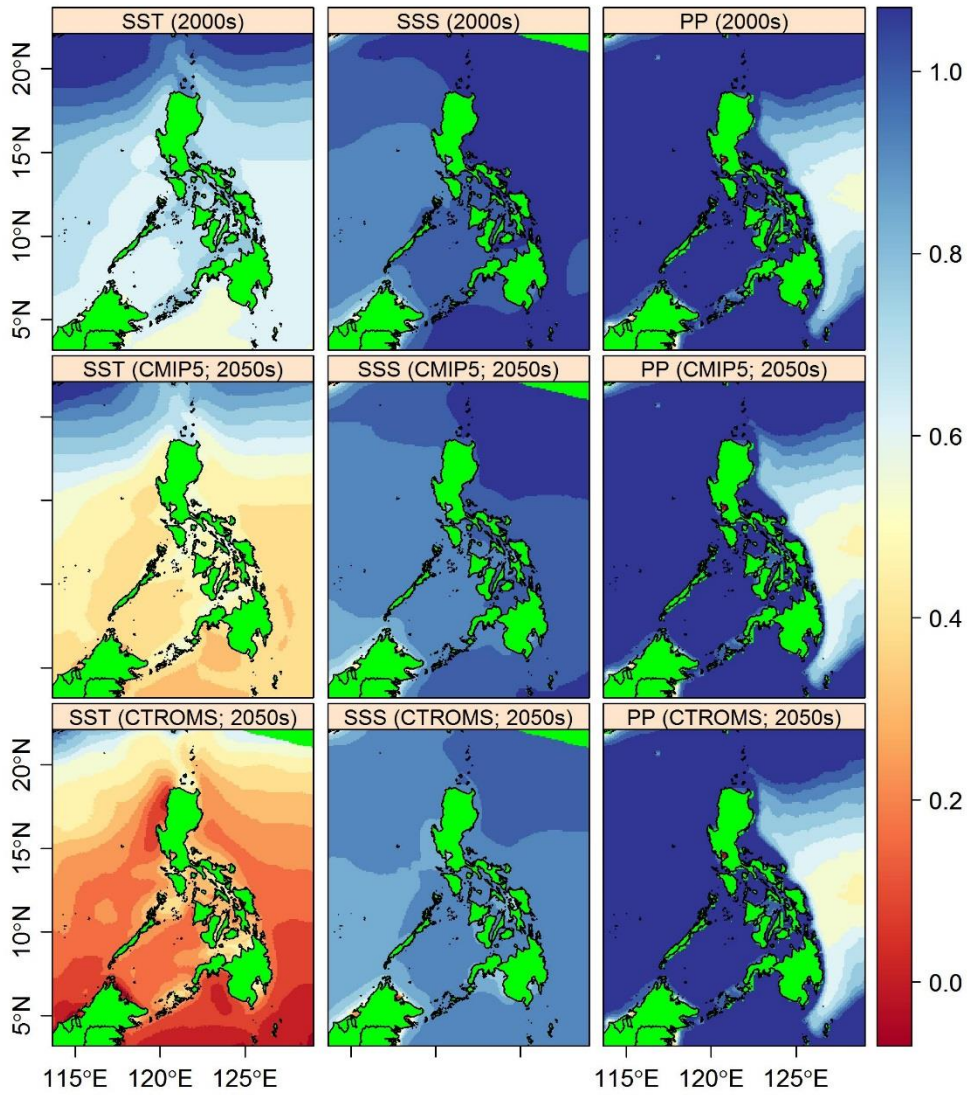 SST (2000s) SSS (2000s) PP (2000s)
20°N
15°N
10°N
5°N
SST (CMIP5; 2050s) SSS (CMIP5; 2050s) PP (CMIP5; 2050s)
SST (CTROMS; 2050s) SSS (CTROMS; 2050s) PP (CTROMS; 2050s)
20°N
15°N
10°N
5°N
115°E 120°E 125°E
115°E 120°E 125°E
1.0
0.8
0.6
0.4
0.2
0.0